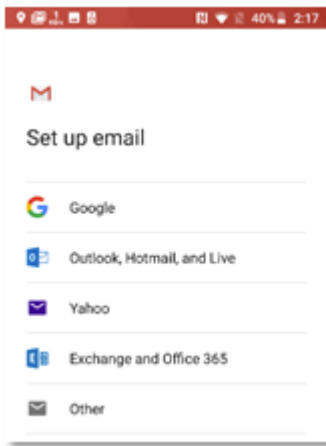 40% 2:17
Set up email
Google
Outlook, Hotmail, and Live
Yahoo
Exchange and Office 365
Other